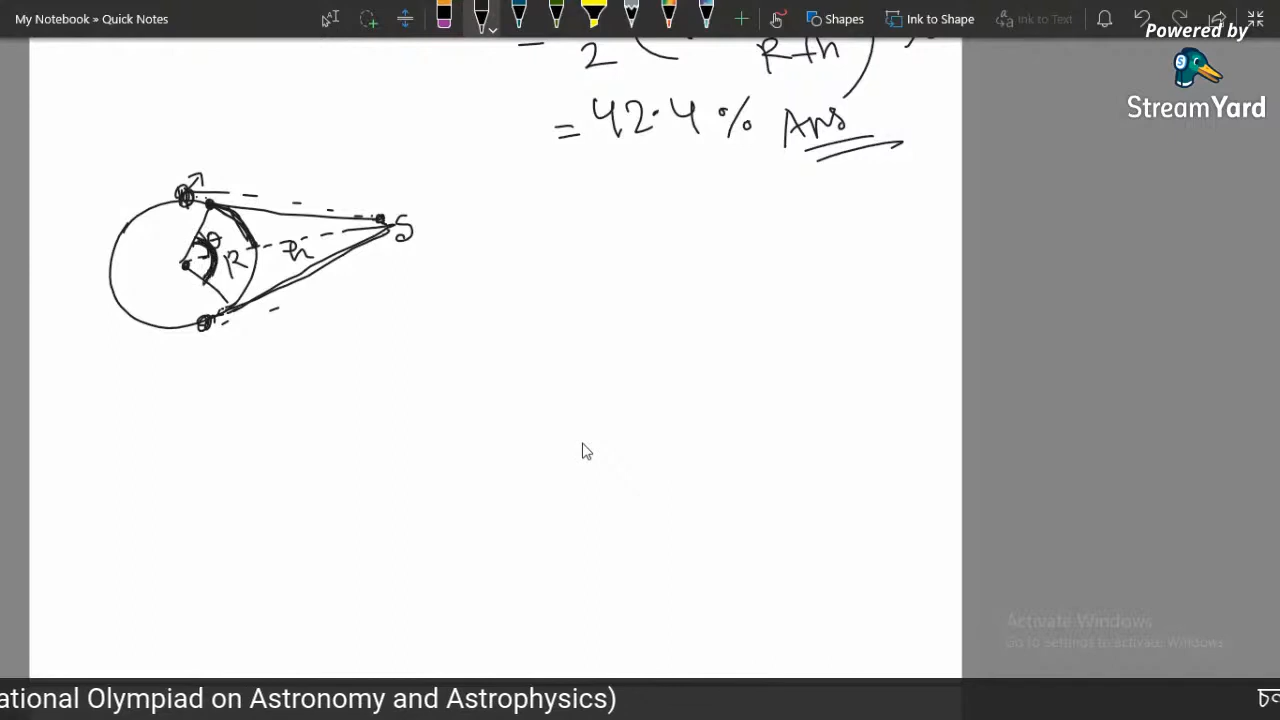 My Notebook » Quick Notes
Shapes
Ink to Shape
Ink to Text
Powered by
StreamYard
= 
2
R+h
= 42.4 % Ans
S
θ
R
h
Activate Windows
Go to Settings to activate Windows.
ational Olympiad on Astronomy and Astrophysics)